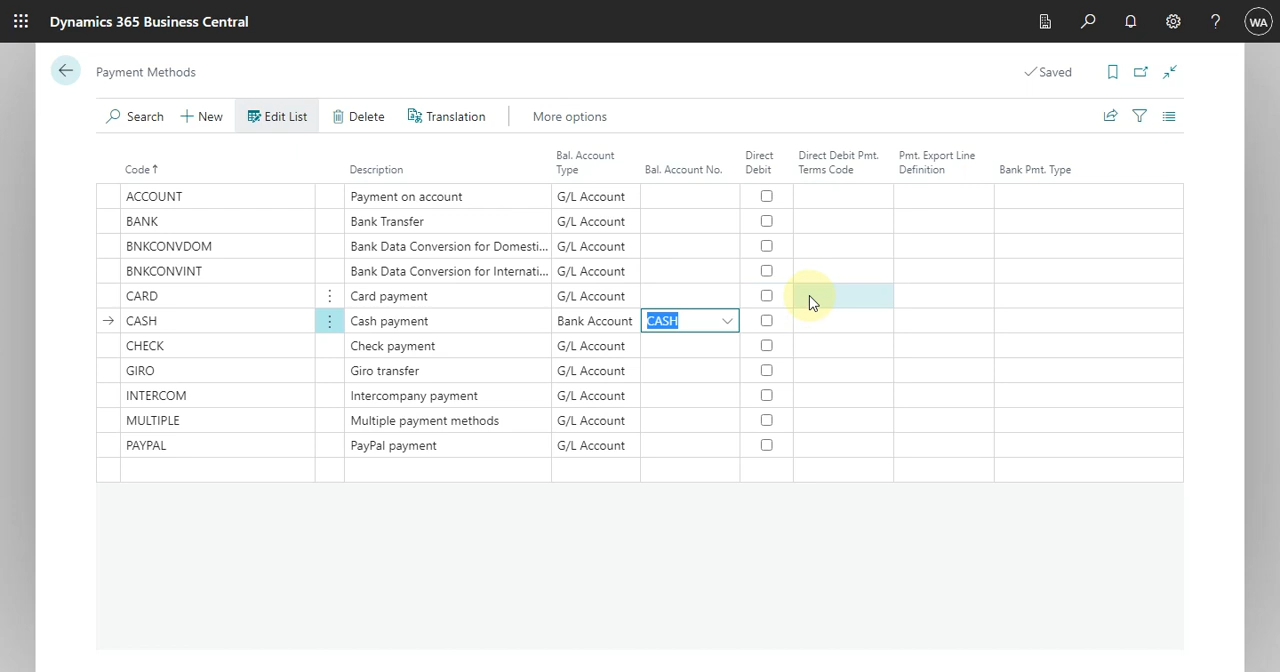 Dynamics 365 Business Central
WA
Payment Methods
Saved
Search New Edit List Delete Translation More options
Code↑ Description Bal. Account Type Bal. Account No. Direct Debit Direct Debit Pmt. Terms Code Pmt. Export Line Definition Bank Pmt. Type
ACCOUNT Payment on account G/L Account
BANK Bank Transfer G/L Account
BNKCONVDOM Bank Data Conversion for Domesti... G/L Account
BNKCONVINT Bank Data Conversion for Internati... G/L Account
CARD Card payment G/L Account
CASH Cash payment Bank Account CASH
CHECK Check payment G/L Account
GIRO Giro transfer G/L Account
INTERCOM Intercompany payment G/L Account
MULTIPLE Multiple payment methods G/L Account
PAYPAL PayPal payment G/L Account